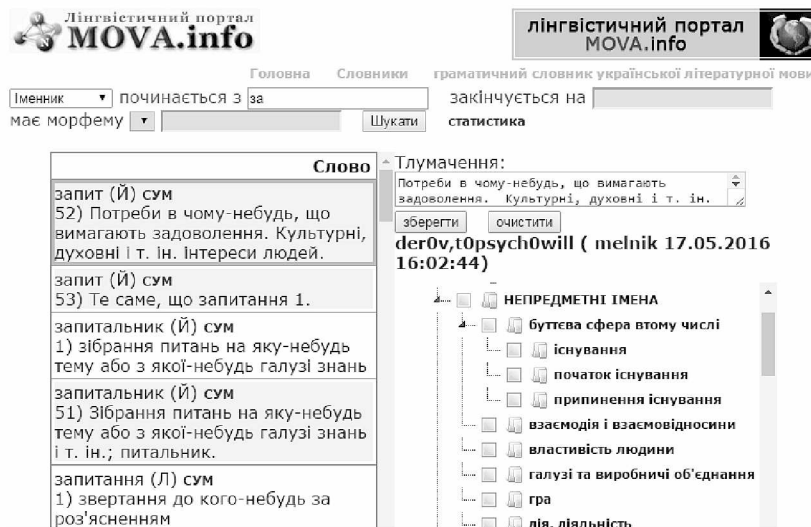 Лінгвістичний портал
MOVA.info
лінгвістичний портал
MOVA.info
Головна Словники граматичний словник української літературної мови
Іменник починається з за закінчується на
має морфему Шукати статистика
Слово
запит (Й) СУМ
52) Потреби в чому-небудь, що
вимагають задоволення. Культурні,
духовні і т. ін. інтереси людей.
запит (Й) СУМ
53) Те саме, що запитання 1.
запитальник (Й) СУМ
1) зібрання питань на яку-небудь
тему або з якої-небудь галузі знань
запитальник (Й) СУМ
51) Зібрання питань на яку-небудь
тему або з якої-небудь галузі знань
і т. ін.; питальник.
запитання (Л) СУМ
1) звертання до кого-небудь за
роз'ясненням
Тлумачення:
Потреби в чому-небудь, що вимагають
задоволення. Культурні, духовні і т. ін.
зберегти очистити
der0v,t0psych0will ( melnik 17.05.2016
16:02:44)
НЕПРЕДМЕТНІ ІМЕНА
буттєва сфера втому числі
існування
початок існування
припинення існування
взаємодія і взаємовідносини
властивість людини
галузі та виробничі об'єднання
гра
дія, діяльність